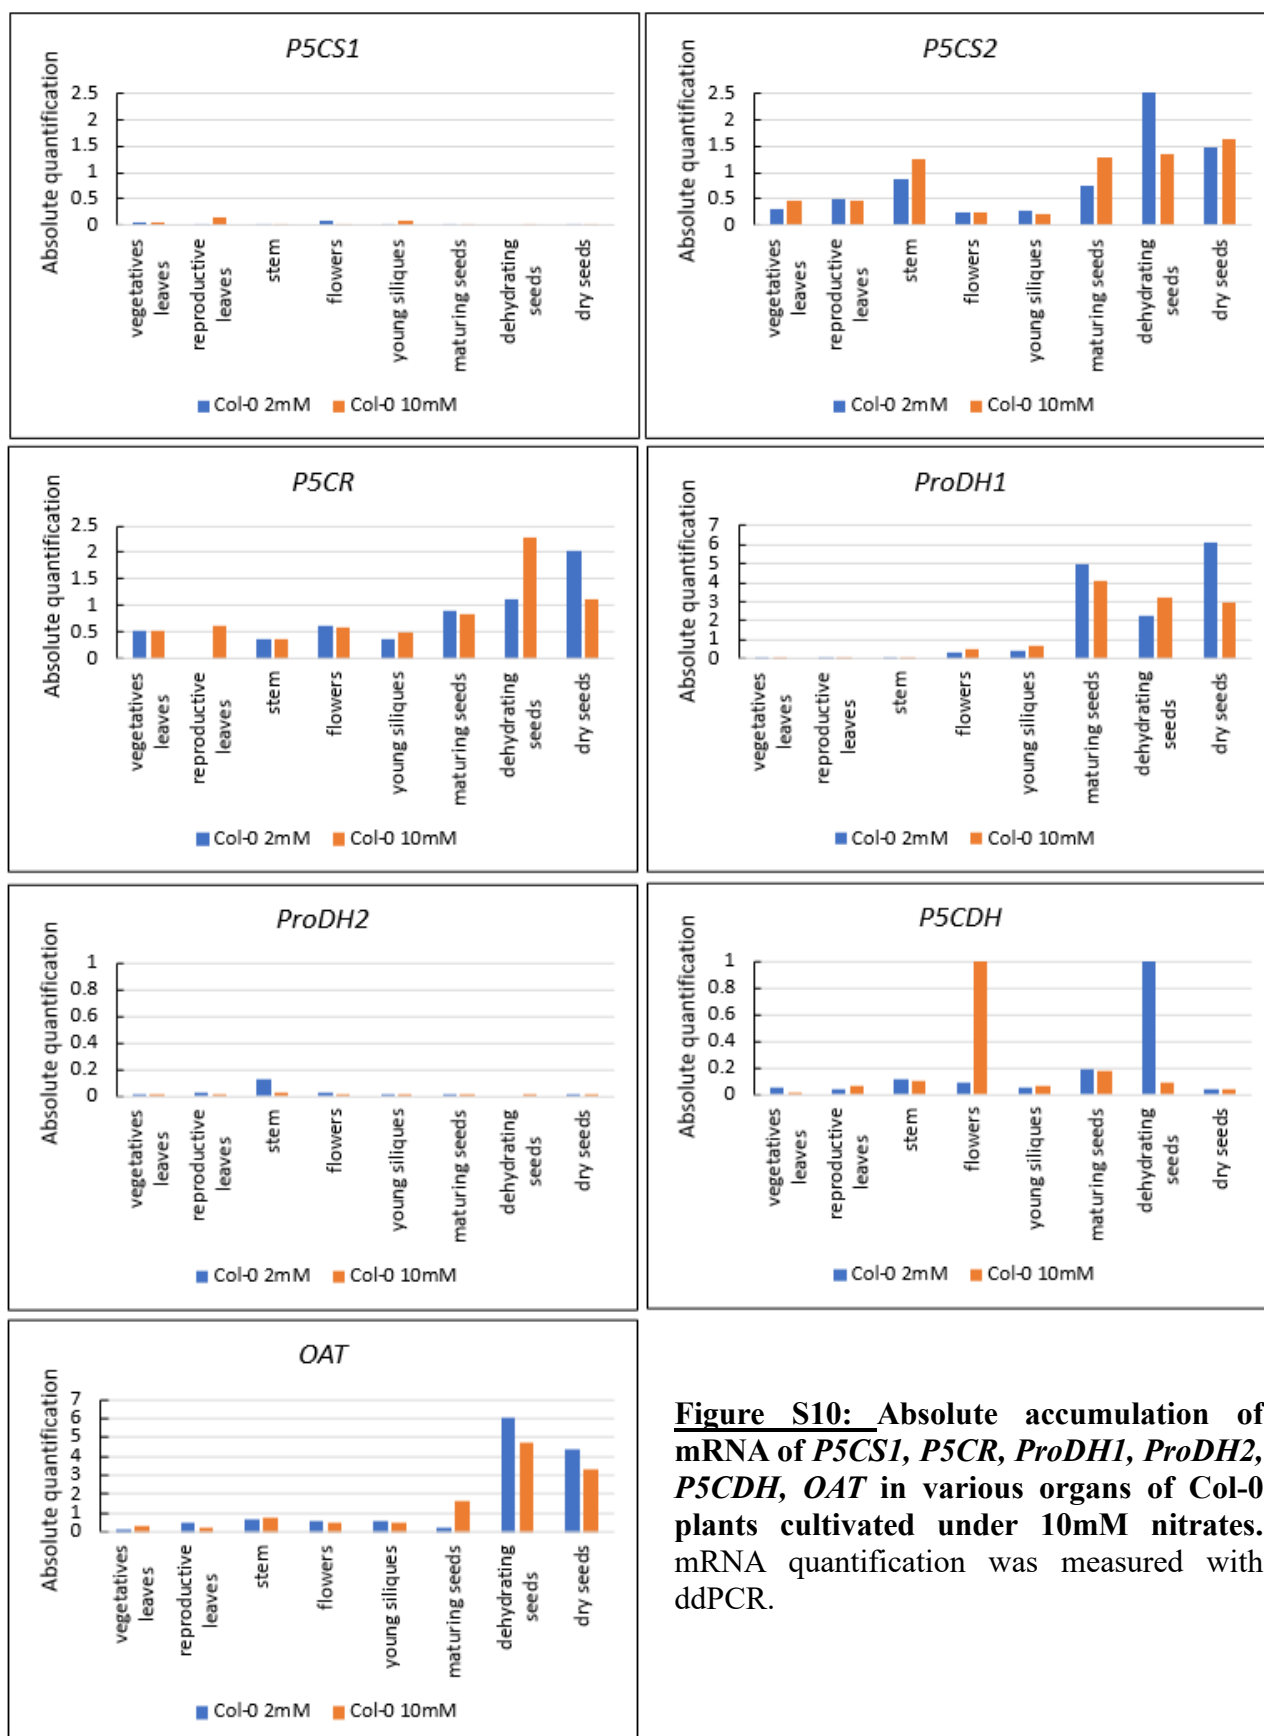 P5CS1
Absolute quantification
2.5
2
1.5
1
0.5
0
vegetatives
leaves
reproductive
leaves
stem
flowers
young siliques
maturing seeds
dehydrating
seeds
dry seeds
Col-0 2mM Col-0 10mM
P5CS2
Absolute quantification
2.5
2
1.5
1
0.5
0
vegetatives
leaves
reproductive
leaves
stem
flowers
young siliques
maturing seeds
dehydrating
seeds
dry seeds
Col-0 2mM Col-0 10mM
P5CR
Absolute quantification
2.5
2
1.5
1
0.5
0
vegetatives
leaves
reproductive
leaves
stem
flowers
young siliques
maturing seeds
dehydrating
seeds
dry seeds
Col-0 2mM Col-0 10mM
ProDH1
Absolute quantification
7
6
5
4
3
2
1
0
vegetatives
leaves
reproductive
leaves
stem
flowers
young siliques
maturing seeds
dehydrating
seeds
dry seeds
Col-0 2mM Col-0 10mM
ProDH2
Absolute quantification
1
0.8
0.6
0.4
0.2
0
vegetatives
leaves
reproductive
leaves
stem
flowers
young siliques
maturing seeds
dehydrating
seeds
dry seeds
Col-0 2mM Col-0 10mM
P5CDH
Absolute quantification
1
0.8
0.6
0.4
0.2
0
vegetatives
leaves
reproductive
leaves
stem
flowers
young siliques
maturing seeds
dehydrating
seeds
dry seeds
Col-0 2mM Col-0 10mM
OAT
Absolute quantification
7
6
5
4
3
2
1
0
vegetatives
leaves
reproductive
leaves
stem
flowers
young siliques
maturing seeds
dehydrating
seeds
dry seeds
Col-0 2mM Col-0 10mM
Figure S10: Absolute accumulation of
mRNA of P5CS1, P5CR, ProDH1, ProDH2,
P5CDH, OAT in various organs of Col-0
plants cultivated under 10mM nitrates.
mRNA quantification was measured with
ddPCR.